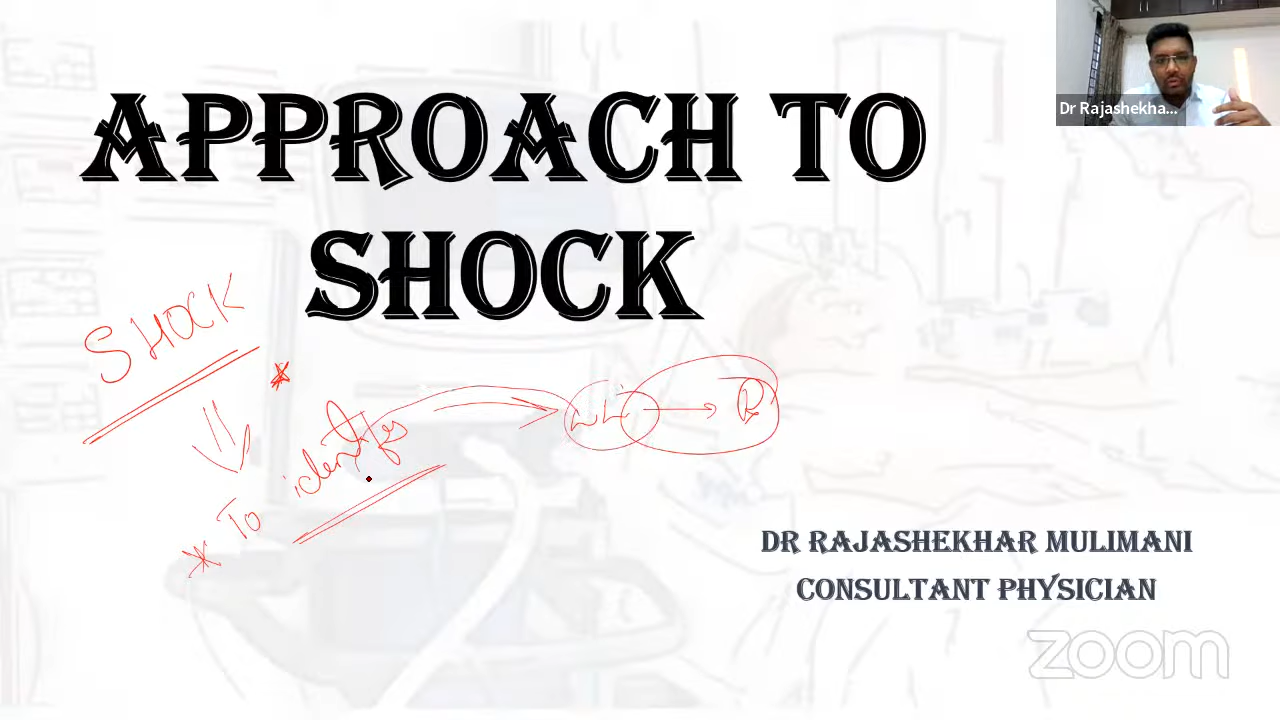 APPROACH TO
SHOCK
Dr Rajashekha...
SHOCK
* To identify
DR RAJASHEKHAR MULIMANI
CONSULTANT PHYSICIAN
zoom